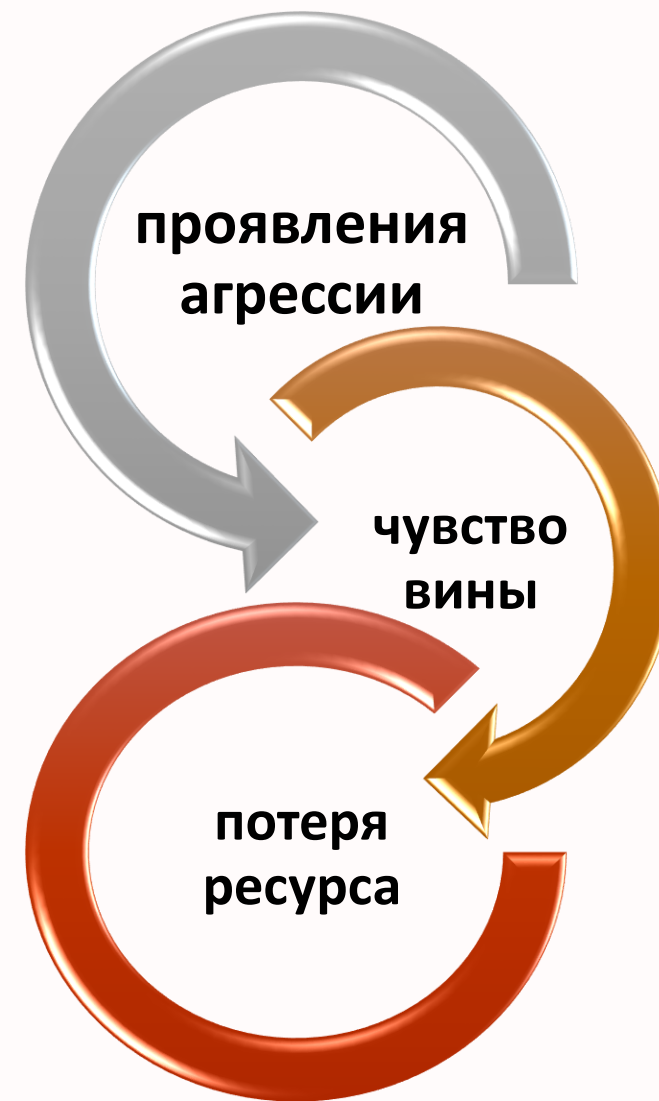 проявления
агрессии
чувство
вины
потеря
ресурса